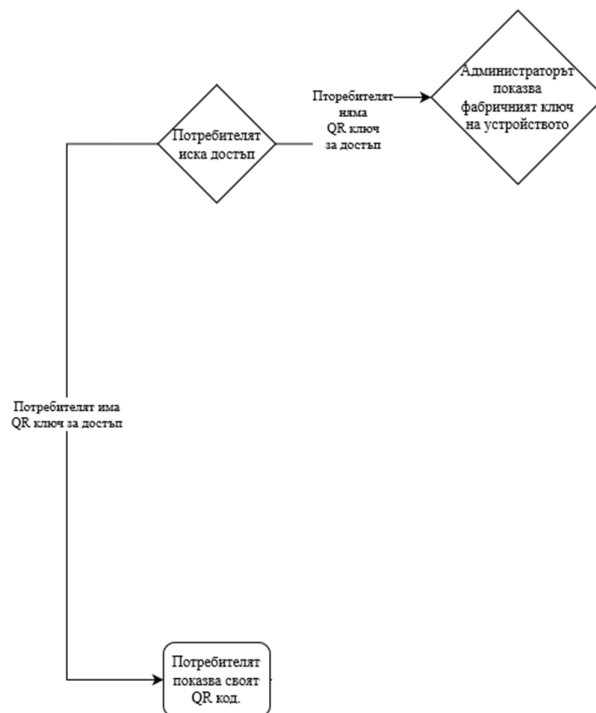 Администраторът
показва
фабричният ключ
на устройството
Пторебителят
няма
QR ключ
за достъп
Потребителят
иска достъп
Потребителят има
QR ключ за достъп
Потребителят
показва своят
QR код.